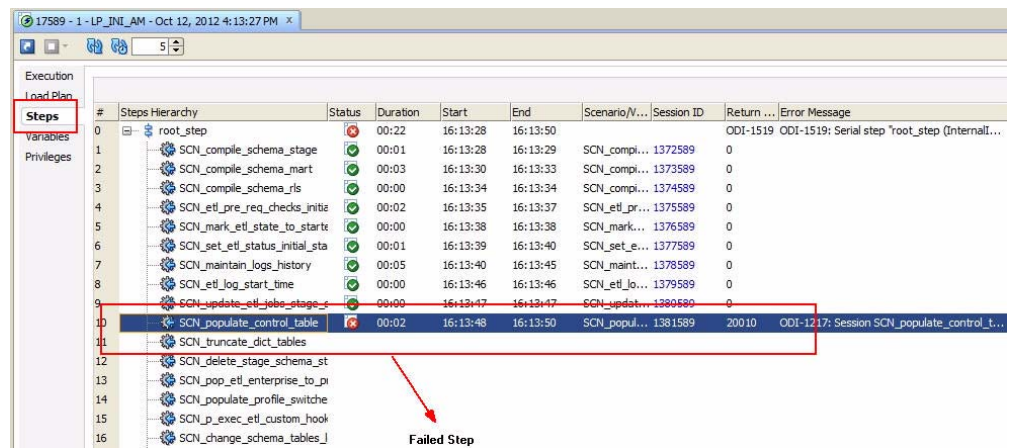 17589 - 1 - LP_INI_AM - Oct 12, 2012 4:13:27 PM x
5
Execution
Load Plan
Steps
Variables
Privileges
# Steps Hierarchy Status Duration Start End Scenario/V... Session ID Return ... Error Message
0 root_step 00:22 16:13:28 16:13:50 ODI-1519 ODI-1519: Serial step "root_step (InternalI...
1 SCN_compile_schema_stage 00:01 16:13:28 16:13:29 SCN_compi... 1372589 0
2 SCN_compile_schema_mart 00:03 16:13:30 16:13:33 SCN_compi... 1373589 0
3 SCN_compile_schema_rls 00:00 16:13:34 16:13:34 SCN_compi... 1374589 0
4 SCN_etl_pre_req_checks_initia 00:02 16:13:35 16:13:37 SCN_etl_pr... 1375589 0
5 SCN_mark_etl_state_to_starte 00:00 16:13:38 16:13:38 SCN_mark... 1376589 0
6 SCN_set_etl_status_initial_sta 00:01 16:13:39 16:13:40 SCN_set_e... 1377589 0
7 SCN_maintain_logs_history 00:05 16:13:40 16:13:45 SCN_maint... 1378589 0
8 SCN_etl_log_start_time 00:00 16:13:46 16:13:46 SCN_etl_lo... 1379589 0
9 SCN_update_etl_jobs_stage_s 00:00 16:13:47 16:13:47 SCN_updat... 1380589 0
10 SCN_populate_control_table 00:02 16:13:48 16:13:50 SCN_popul... 1381589 20010 ODI-1217: Session SCN_populate_control_t...
11 SCN_truncate_dict_tables
12 SCN_delete_stage_schema_st
13 SCN_pop_etl_enterprise_to_pr
14 SCN_populate_profile_switche
15 SCN_p_exec_etl_custom_hook
16 SCN_change_schema_tables_l
Failed Step